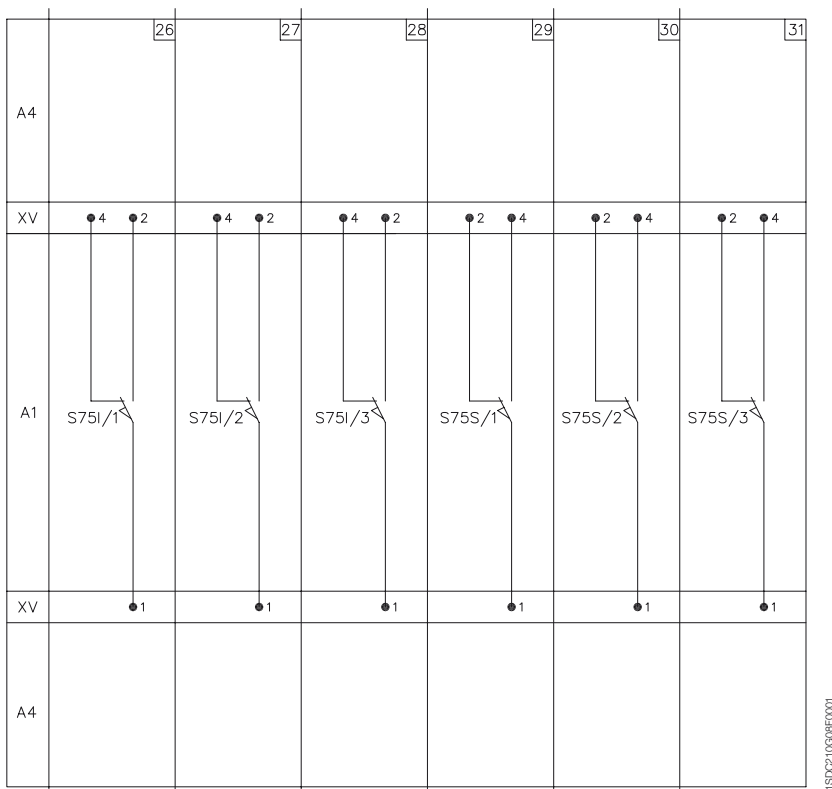 26 27 28 29 30 31
A4
XV 4 2 4 2 4 2 2 4 2 4 2 4
A1 S75I/1 S75I/2 S75I/3 S75S/1 S75S/2 S75S/3
XV 1 1 1 1 1 1
A4
1SDC210G08F0001